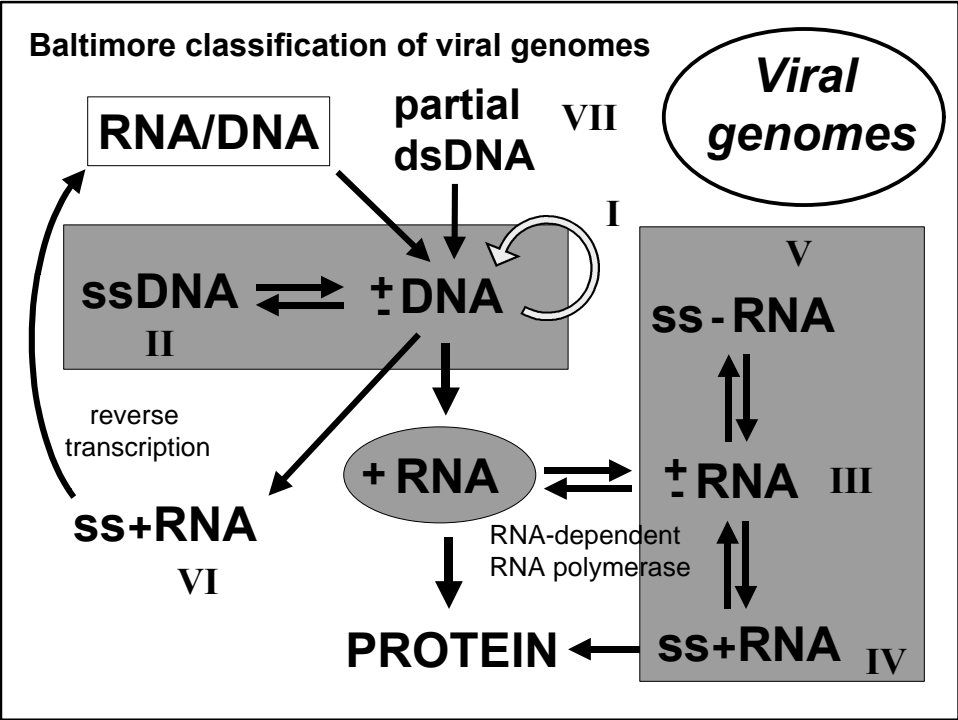 Baltimore classification of viral genomes
Viral
genomes
RNA/DNA
partial
dsDNA
VII
I
ssDNA
± DNA
II
V
ss - RNA
reverse
transcription
+ RNA
± RNA
III
ss+RNA
VI
RNA-dependent
RNA polymerase
PROTEIN
ss+RNA
IV